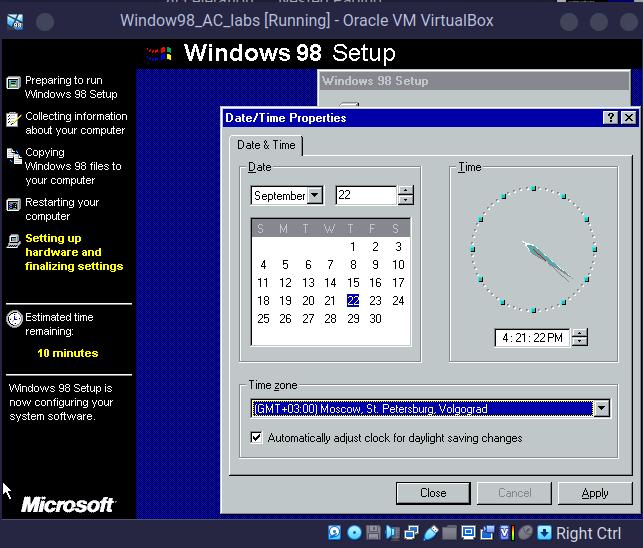 Window98_AC_labs [Running] - Oracle VM VirtualBox
Windows 98 Setup
Preparing to run
Windows 98 Setup
Collecting information
about your computer
Copying
Windows 98 files to
your computer
Restarting your
computer
Setting up
hardware and
finalizing settings
Estimated time
remaining:
10 minutes
Windows 98 Setup is
now configuring your
system software.
Microsoft
Windows 98 Setup
Date/Time Properties
Date & Time
Date
September
22
S M T W T F S
1 2 3
4 5 6 7 8 9 10
11 12 13 14 15 16 17
18 19 20 21 22 23 24
25 26 27 28 29 30
Time
4:21:22 PM
Time zone
(GMT+03:00) Moscow, St. Petersburg, Volgograd
Automatically adjust clock for daylight saving changes
Close
Cancel
Apply
Right Ctrl